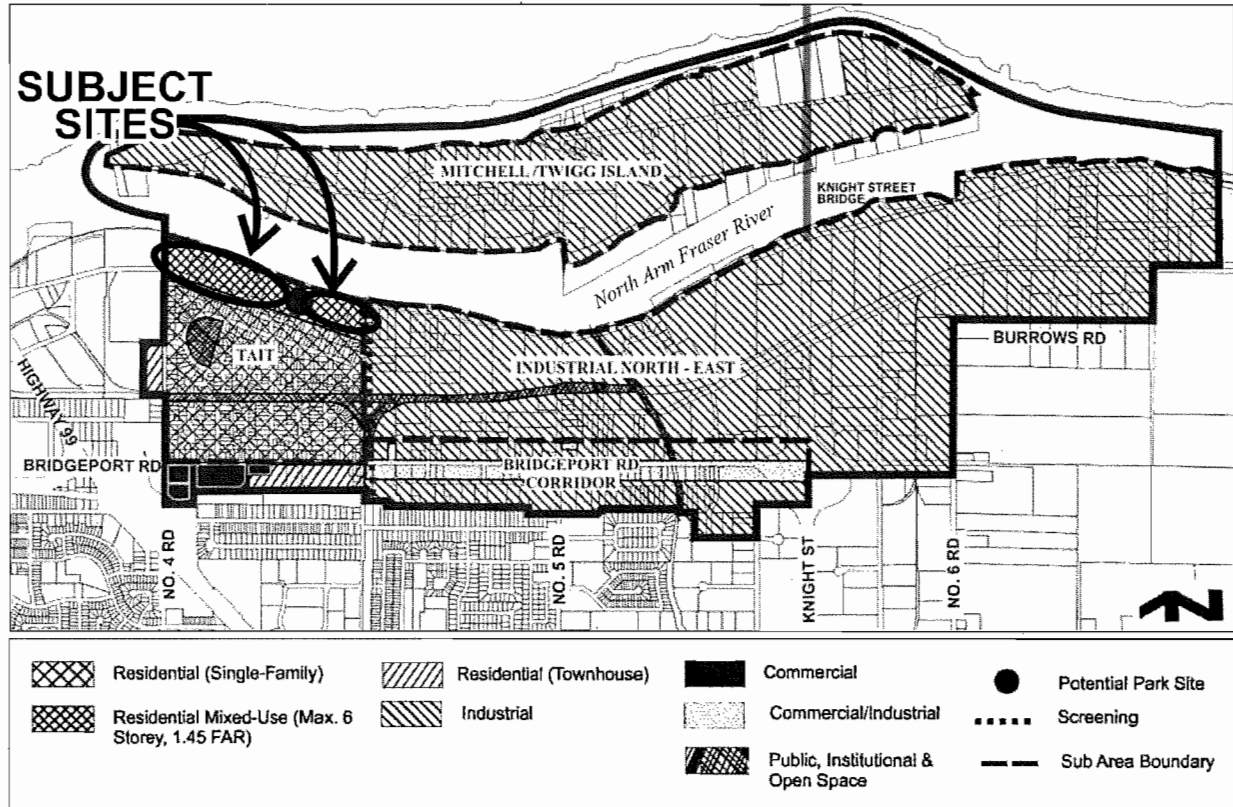 SUBJECT
SITES
MITCHELL/TWIGG ISLAND
KNIGHT STREET
BRIDGE
North Arm Fraser River
TAIT
INDUSTRIAL NORTH - EAST
BURROWS RD
HIGHWAY 99
BRIDGEPORT RD
BRIDGEPORT RD
CORRIDOR
NO. 4 RD
NO. 5 RD
KNIGHT ST
NO. 6 RD
N
Residential (Single-Family)
Residential Mixed-Use (Max. 6
Storey, 1.45 FAR)
Residential (Townhouse)
Industrial
Commercial
Commercial/Industrial
Public, Institutional &
Open Space
Potential Park Site
Screening
Sub Area Boundary